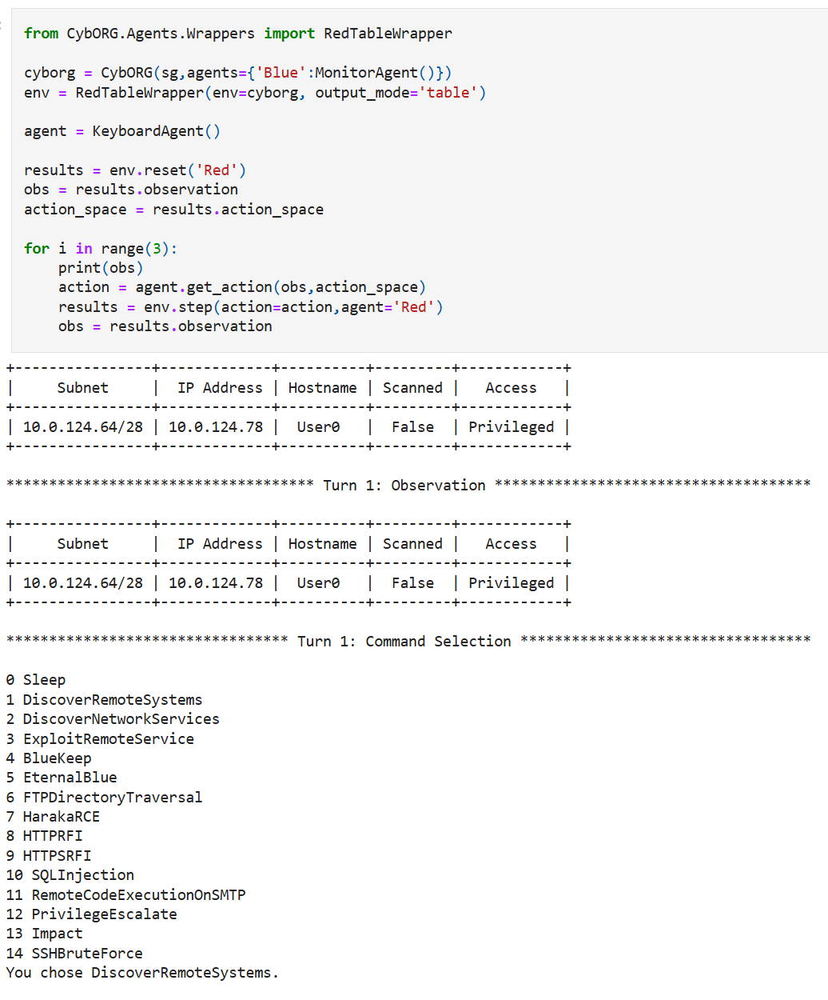 from CybORG.Agents.Wrappers import RedTableWrapper
cyborg = CybORG(sg,agents={'Blue':MonitorAgent()})
env = RedTableWrapper(env=cyborg, output_mode='table')
agent = KeyboardAgent()
results = env.reset('Red')
obs = results.observation
action_space = results.action_space
for i in range(3):
    print(obs)
    action = agent.get_action(obs,action_space)
    results = env.step(action=action,agent='Red')
    obs = results.observation
+----------------+-------------+----------+---------+------------+
|     Subnet     |  IP Address | Hostname | Scanned |   Access   |
+----------------+-------------+----------+---------+------------+
| 10.0.124.64/28 | 10.0.124.78 |  User0   |  False  | Privileged |
+----------------+-------------+----------+---------+------------+
************************************ Turn 1: Observation *************************************
+----------------+-------------+----------+---------+------------+
|     Subnet     |  IP Address | Hostname | Scanned |   Access   |
+----------------+-------------+----------+---------+------------+
| 10.0.124.64/28 | 10.0.124.78 |  User0   |  False  | Privileged |
+----------------+-------------+----------+---------+------------+
********************************* Turn 1: Command Selection **********************************
0 Sleep
1 DiscoverRemoteSystems
2 DiscoverNetworkServices
3 ExploitRemoteService
4 BlueKeep
5 EternalBlue
6 FTPDirectoryTraversal
7 HarakaRCE
8 HTTPRFI
9 HTTPSRFI
10 SQLInjection
11 RemoteCodeExecutionOnSMTP
12 PrivilegeEscalate
13 Impact
14 SSHBruteForce
You chose DiscoverRemoteSystems.